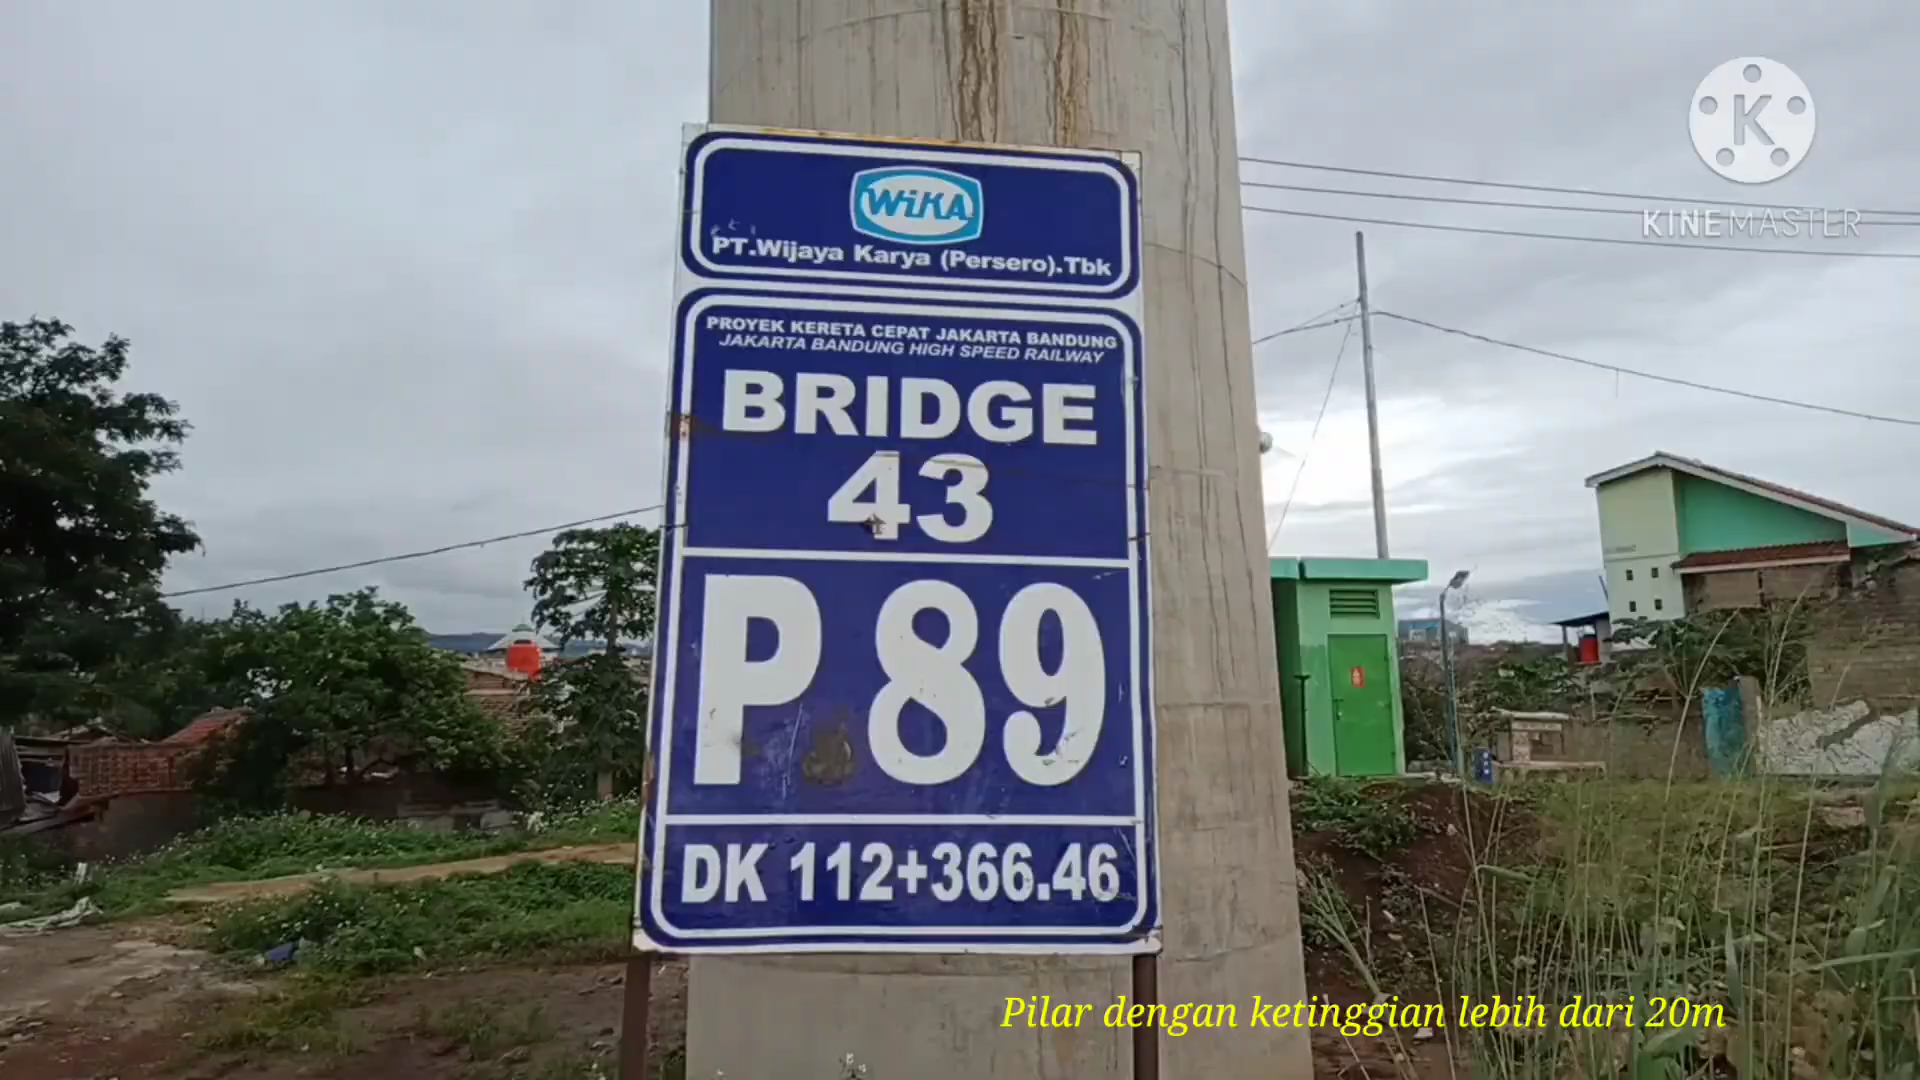 WiKA
PT.Wijaya Karya (Persero).Tbk
PROYEK KERETA CEPAT JAKARTA BANDUNG
JAKARTA BANDUNG HIGH SPEED RAILWAY
BRIDGE
43
P 89
DK 112+366.46
K
KINEMASTER
Pilar dengan ketinggian lebih dari 20m